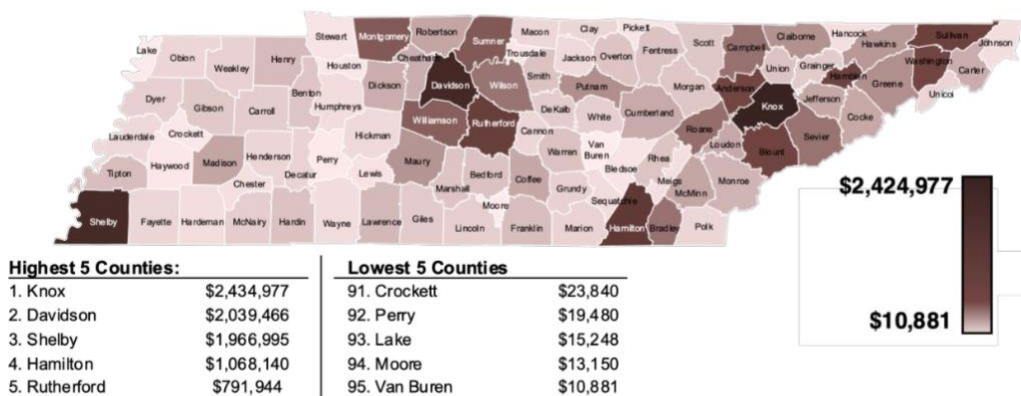 Lake
Obion
Weakley
Henry
Stewart
Montgomery
Robertson
Sumner
Macon
Clay
Pickett
Trousdale
Jackson
Overton
Fentress
Scott
Campbell
Claiborne
Hancock
Hawkins
Sullivan
Johnson
Washington
Carter
Unicoi
Greene
Hamblen
Grainger
Union
Houston
Cheatham
Davidson
Wilson
Smith
Putnam
Morgan
Anderson
Knox
Jefferson
Cocke
Dyer
Gibson
Carroll
Benton
Humphreys
Dickson
Williamson
Rutherford
DeKalb
White
Cumberland
Roane
Loudon
Blount
Sevier
Lauderdale
Crockett
Haywood
Madison
Henderson
Decatur
Perry
Hickman
Lewis
Maury
Cannon
Warren
Van
Buren
Bledsoe
Rhea
Meigs
McMinn
Monroe
Tipton
Chester
Marshall
Bedford
Coffee
Moore
Grundy
Sequatchie
Shelby
Fayette
Hardeman
McNairy
Hardin
Wayne
Lawrence
Giles
Lincoln
Franklin
Marion
Hamilton
Bradley
Polk
$2,424,977
$10,881
Highest 5 Counties:
1. Knox $2,434,977
2. Davidson $2,039,466
3. Shelby $1,966,995
4. Hamilton $1,068,140
5. Rutherford $791,944
Lowest 5 Counties
91. Crockett $23,840
92. Perry $19,480
93. Lake $15,248
94. Moore $13,150
95. Van Buren $10,881